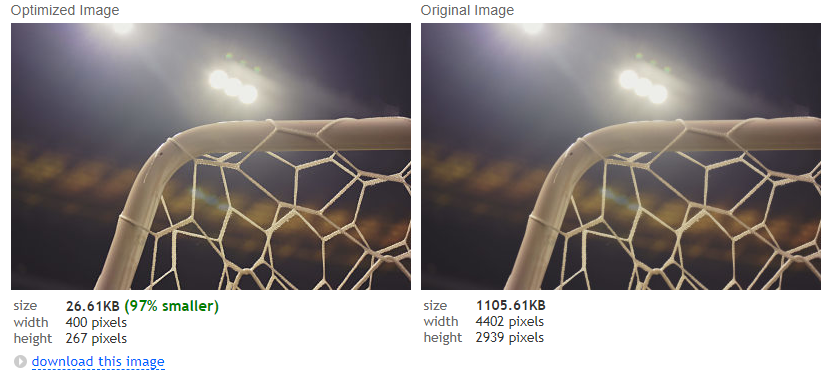 Optimized Image
Original Image
size 26.61KB (97% smaller)
width 400 pixels
height 267 pixels
download this image
size 1105.61KB
width 4402 pixels
height 2939 pixels